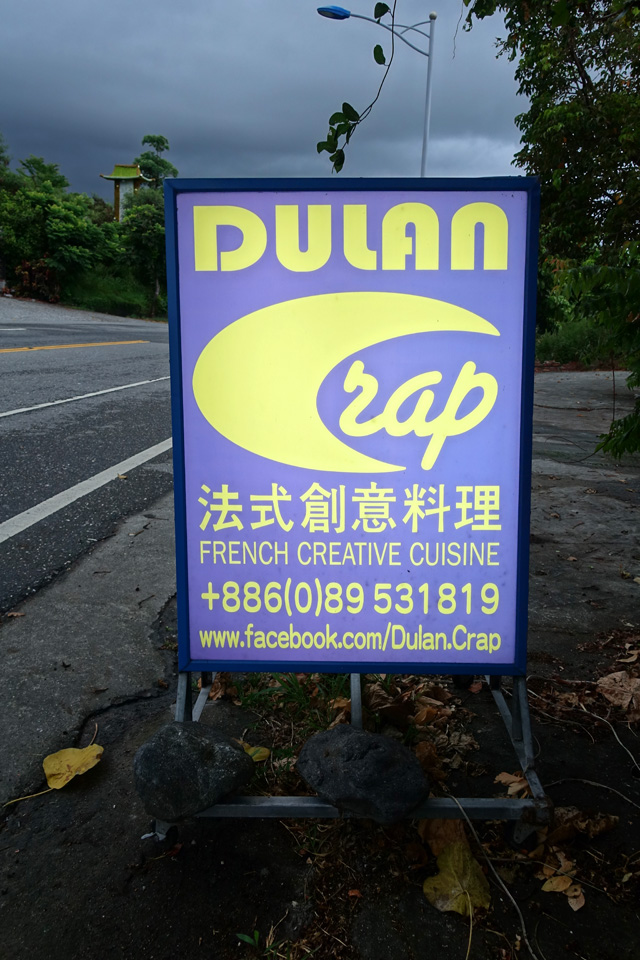 DULAN
Crap
法式創意料理
FRENCH CREATIVE CUISINE
+886(0)89 531819
www.facebook.com/Dulan.Crap